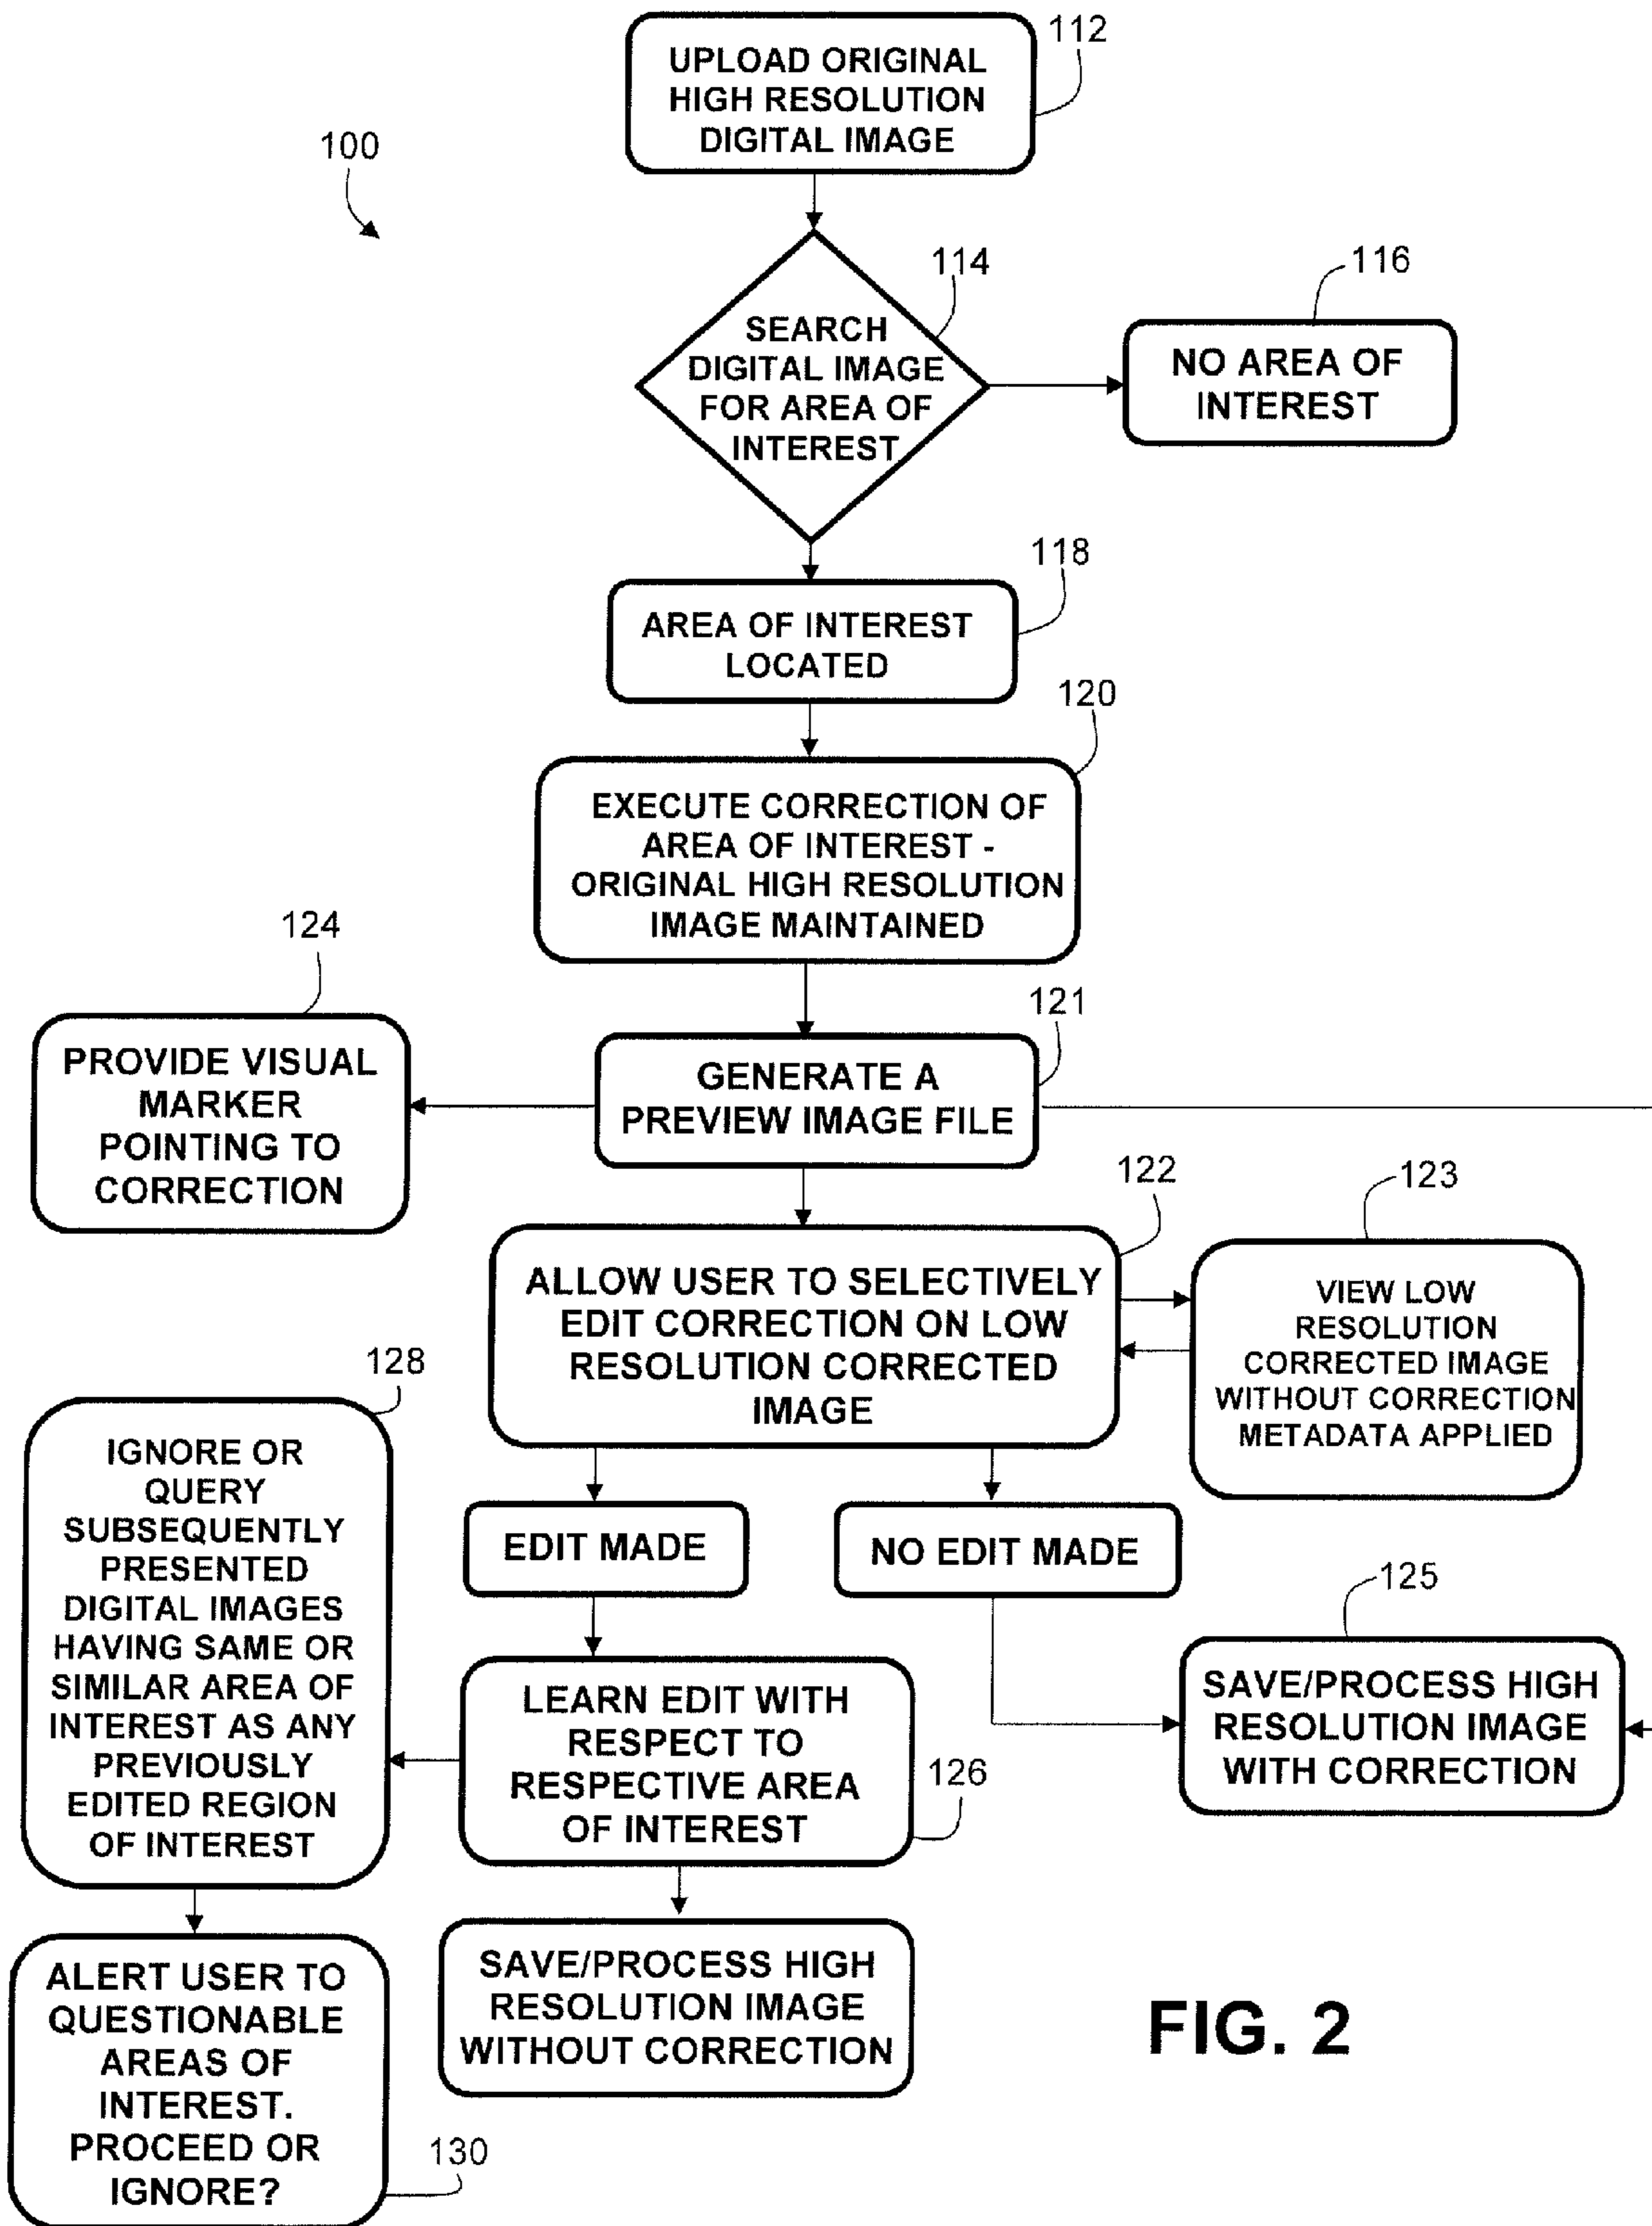 112
UPLOAD ORIGINAL
HIGH RESOLUTION
DIGITAL IMAGE
100
114
SEARCH
DIGITAL IMAGE
FOR AREA OF
INTEREST
116
NO AREA OF
INTEREST
118
AREA OF INTEREST
LOCATED
120
EXECUTE CORRECTION OF
AREA OF INTEREST -
ORIGINAL HIGH RESOLUTION
IMAGE MAINTAINED
124
PROVIDE VISUAL
MARKER
POINTING TO
CORRECTION
121
GENERATE A
PREVIEW IMAGE FILE
122
ALLOW USER TO SELECTIVELY
EDIT CORRECTION ON LOW
RESOLUTION CORRECTED
IMAGE
123
VIEW LOW
RESOLUTION
CORRECTED IMAGE
WITHOUT CORRECTION
METADATA APPLIED
128
IGNORE OR
QUERY
SUBSEQUENTLY
PRESENTED
DIGITAL IMAGES
HAVING SAME OR
SIMILAR AREA OF
INTEREST AS ANY
PREVIOUSLY
EDITED REGION
OF INTEREST
EDIT MADE
NO EDIT MADE
125
SAVE/PROCESS HIGH
RESOLUTION IMAGE
WITH CORRECTION
LEARN EDIT WITH
RESPECT TO
RESPECTIVE AREA
OF INTEREST
126
SAVE/PROCESS HIGH
RESOLUTION IMAGE
WITHOUT CORRECTION
ALERT USER TO
QUESTIONABLE
AREAS OF
INTEREST.
PROCEED OR
IGNORE?
130
FIG. 2